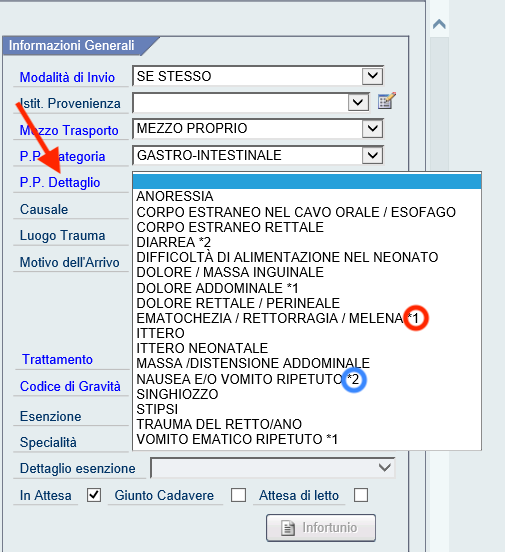 Informazioni Generali
Modalità di Invio SE STESSO
Istit. Provenienza
Mezzo Trasporto MEZZO PROPRIO
P.P. Categoria GASTRO-INTESTINALE
P.P. Dettaglio
ANORESSIA
Causale
CORPO ESTRANEO NEL CAVO ORALE / ESOFAGO
CORPO ESTRANEO RETTALE
Luogo Trauma
DIARREA *2
DIFFICOLTÀ DI ALIMENTAZIONE NEL NEONATO
Motivo dell'Arrivo
DOLORE / MASSA INGUINALE
DOLORE ADDOMINALE *1
DOLORE RETTALE / PERINEALE
EMATOCHEZIA / RETTORRAGIA / MELENA *1
ITTERO
ITTERO NEONATALE
Trattamento
MASSA /DISTENSIONE ADDOMINALE
NAUSEA E/O VOMITO RIPETUTO *2
Codice di Gravità
SINGHIOZZO
STIPSI
Esenzione
TRAUMA DEL RETTO/ANO
VOMITO EMATICO RIPETUTO *1
Specialità
Dettaglio esenzione
In Attesa Giunto Cadavere Attesa di letto
Infortunio